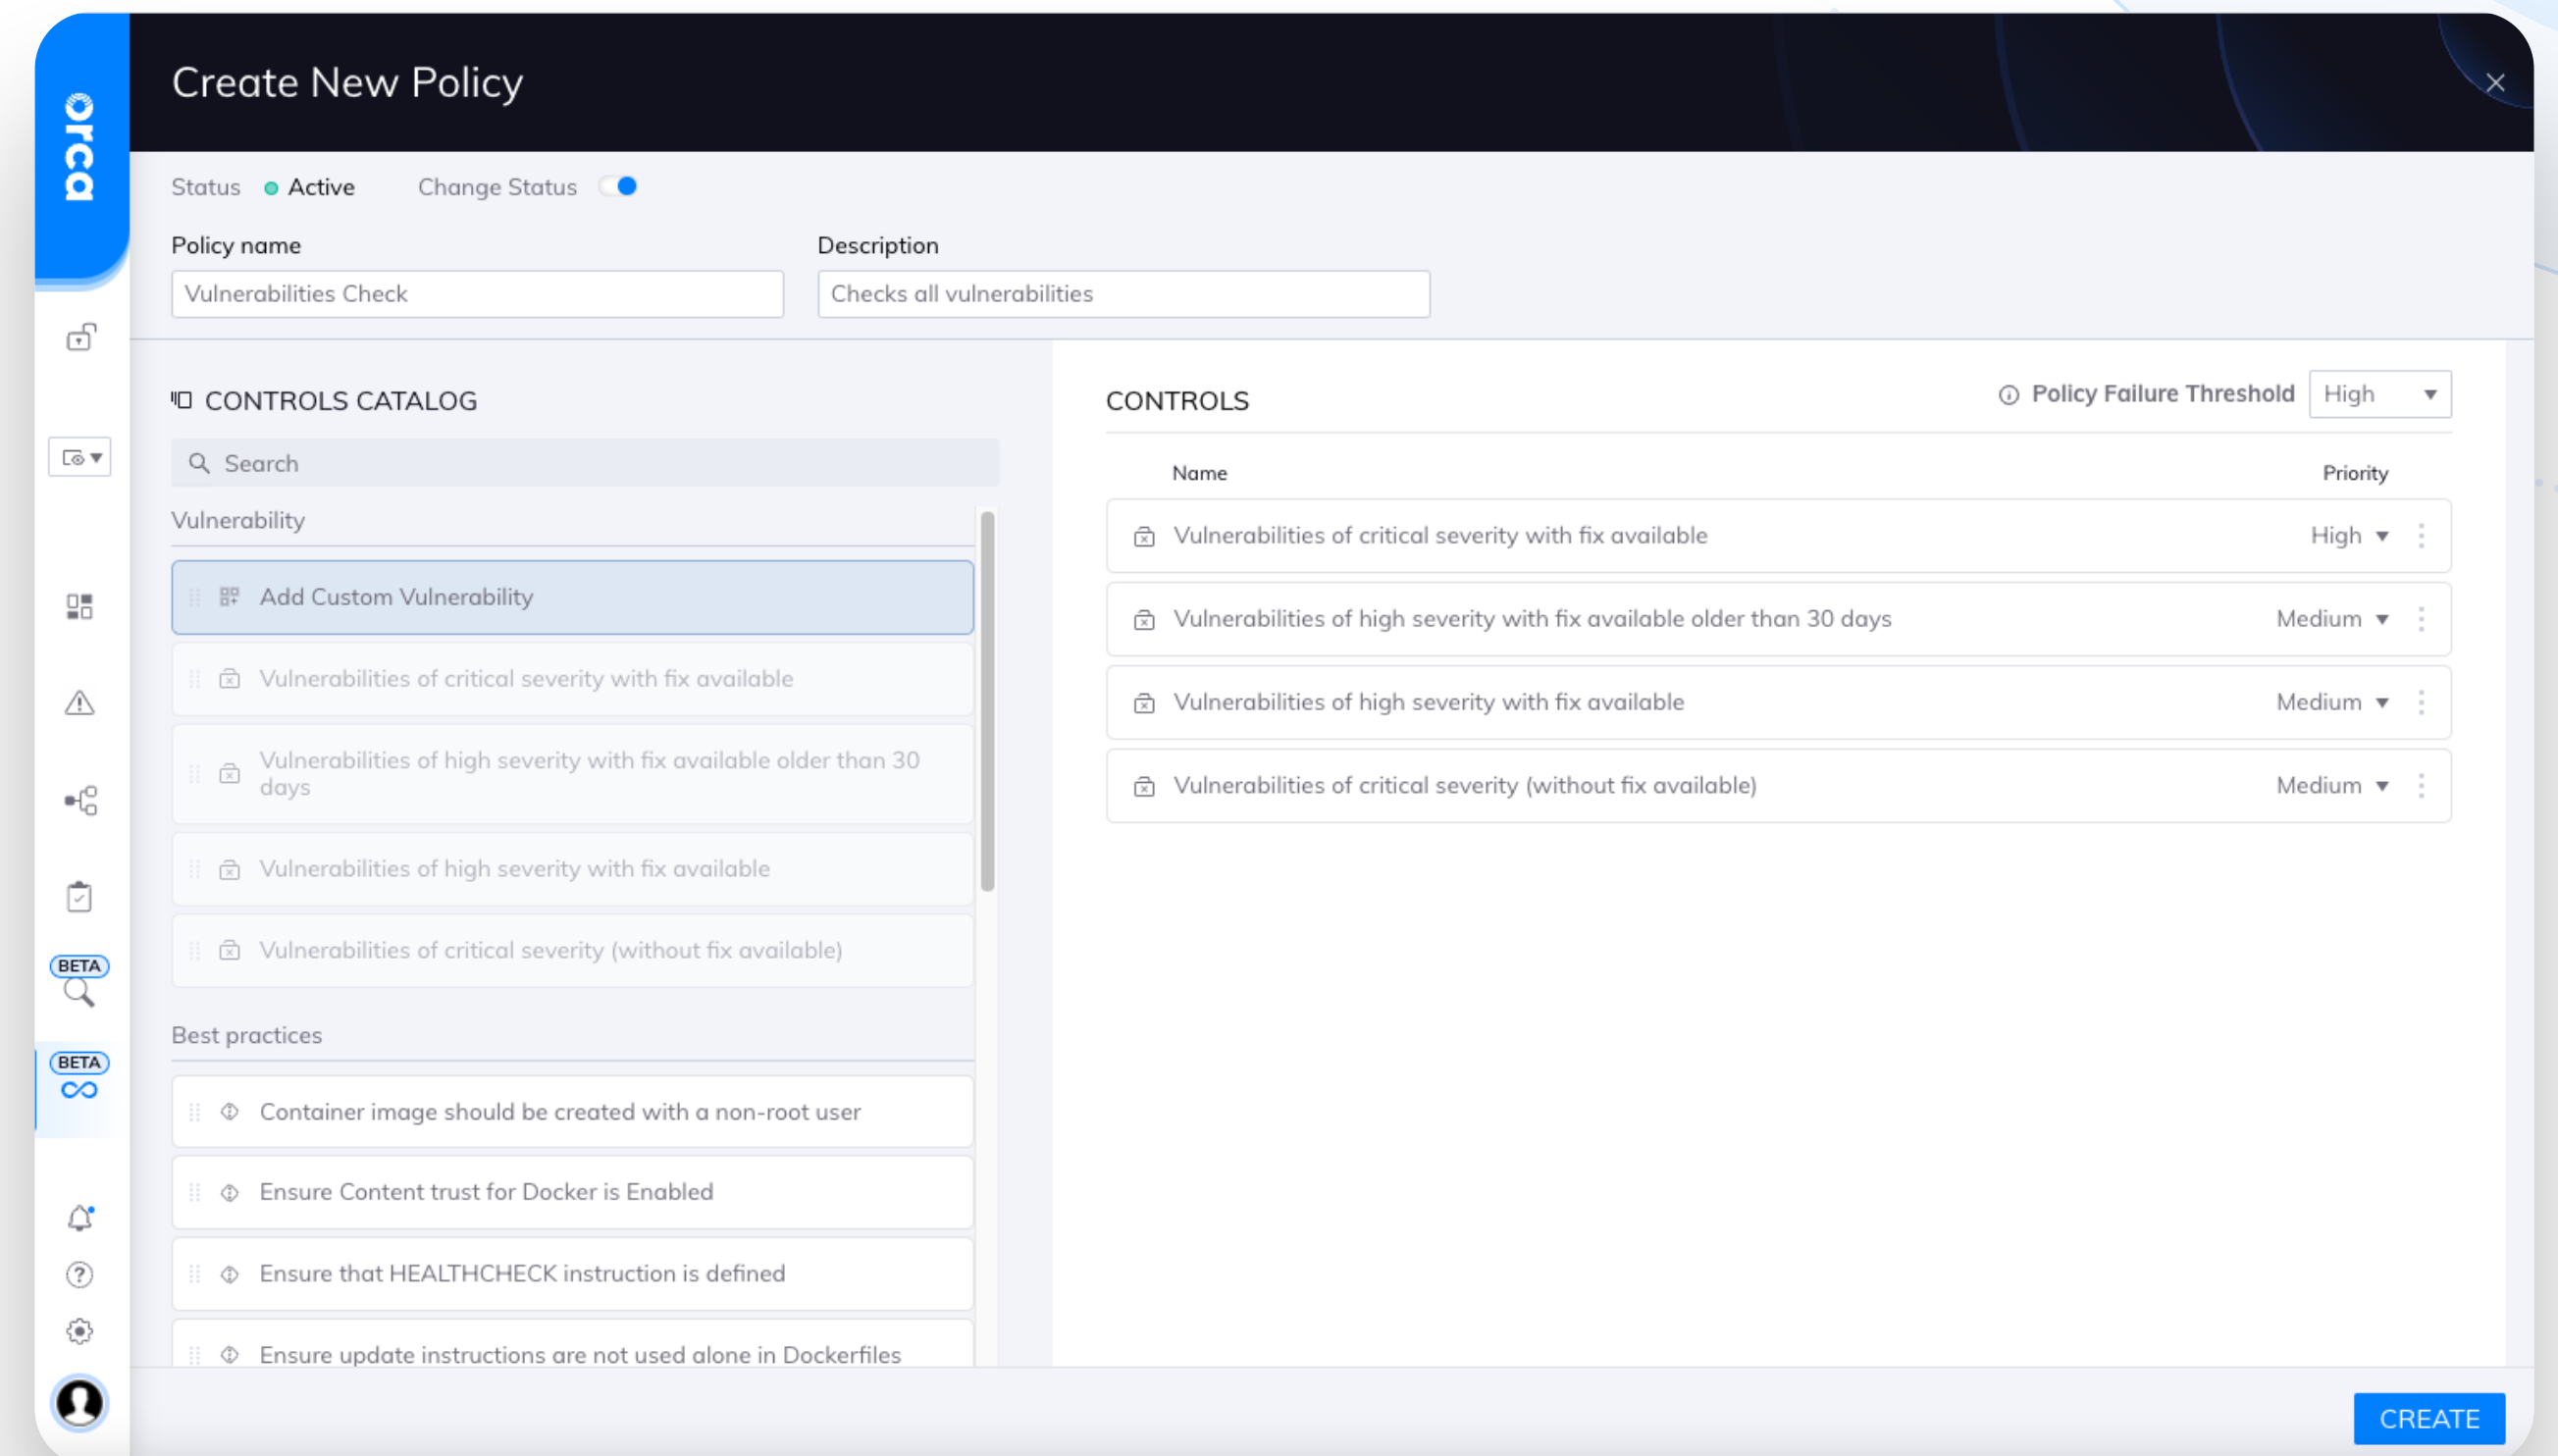 orca
Create New Policy
Status Active Change Status
Policy name
Description
Vulnerabilities Check
Checks all vulnerabilities
CONTROLS CATALOG
Search
Vulnerability
Add Custom Vulnerability
Vulnerabilities of critical severity with fix available
Vulnerabilities of high severity with fix available older than 30
days
Vulnerabilities of high severity with fix available
Vulnerabilities of critical severity (without fix available)
Best practices
Container image should be created with a non-root user
Ensure Content trust for Docker is Enabled
Ensure that HEALTHCHECK instruction is defined
Ensure update instructions are not used alone in Dockerfiles
CONTROLS
Policy Failure Threshold High
Name Priority
Vulnerabilities of critical severity with fix available High
Vulnerabilities of high severity with fix available older than 30 days Medium
Vulnerabilities of high severity with fix available Medium
Vulnerabilities of critical severity (without fix available) Medium
BETA
BETA
CREATE